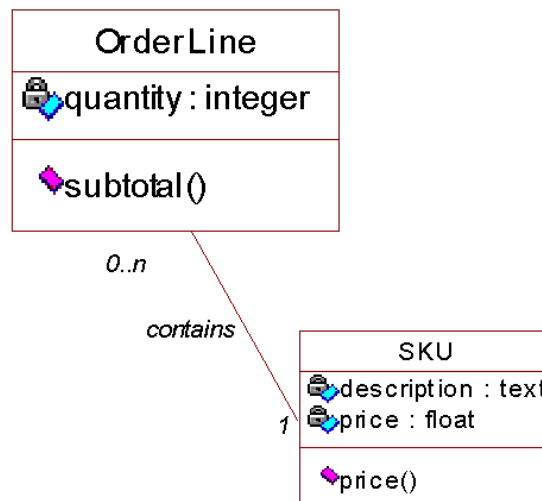 OrderLine
quantity : integer
subtotal()
0..n
contains
SKU
description : text
1
price : float
price()